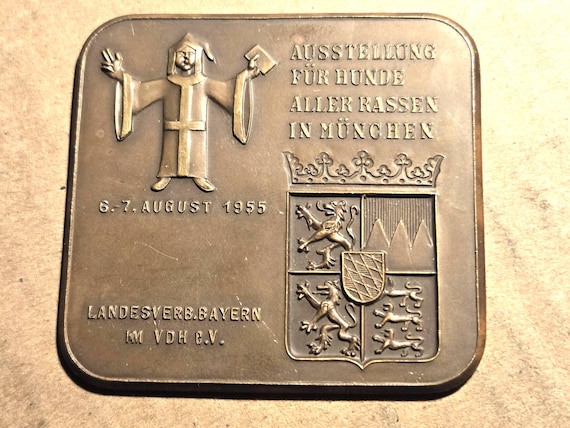 AUSSTELLUNG
FÜR HUNDE
ALLER RASSEN
IN MÜNCHEN
6.-7. AUGUST 1955
LANDESVERB.BAYERN
IM VDH E.V.